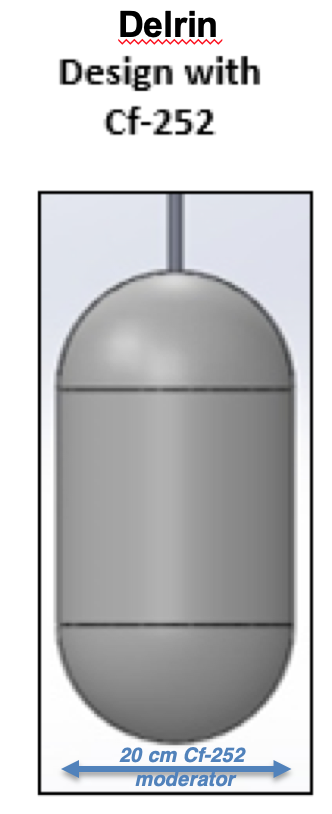 Delrin
Design with
Cf-252
20 cm Cf-252
moderator